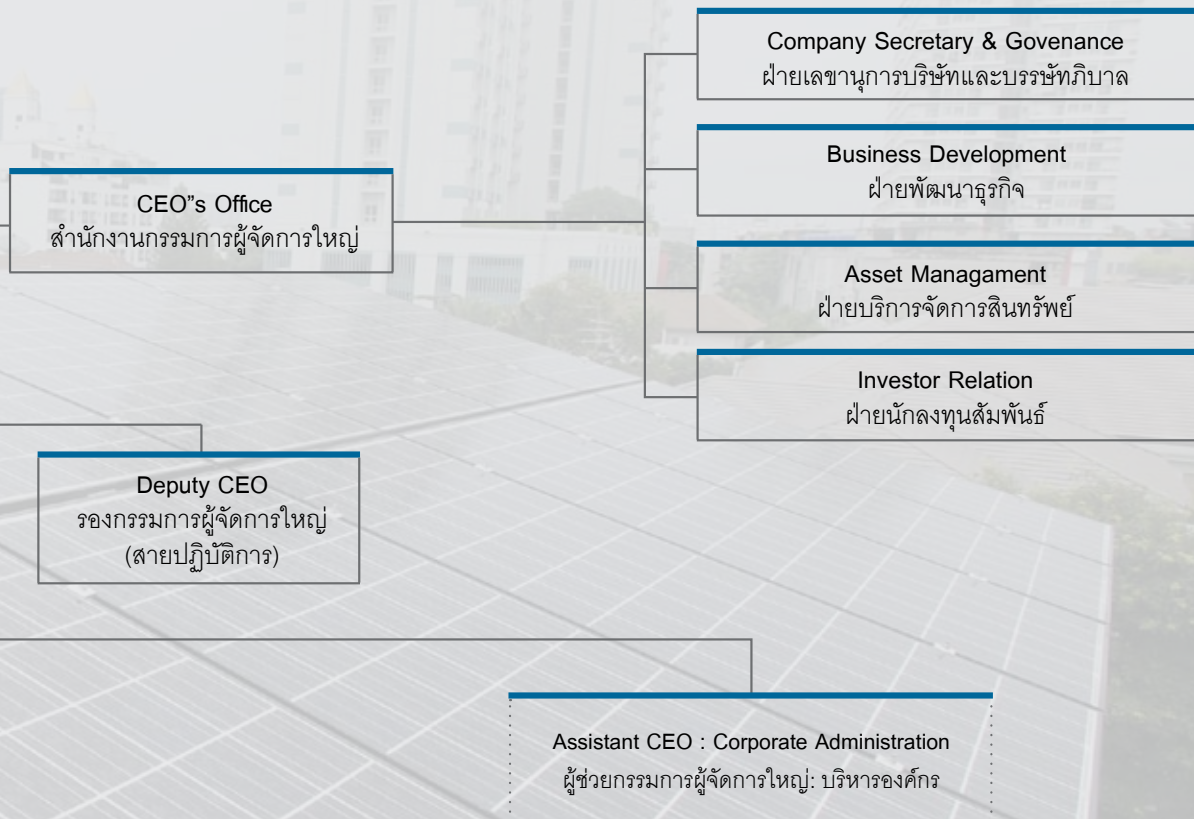 Company Secretary & Govenance
ฝ่ายเลขานุการบริษัทและบรรษัทภิบาล
Business Development
ฝ่ายพัฒนาธุรกิจ
CEO"s Office
สำนักงานกรรมการผู้จัดการใหญ่
Asset Managament
ฝ่ายบริการจัดการสินทรัพย์
Investor Relation
ฝ่ายนักลงทุนสัมพันธ์
Deputy CEO
รองกรรมการผู้จัดการใหญ่
(สายปฏิบัติการ)
Assistant CEO : Corporate Administration
ผู้ช่วยกรรมการผู้จัดการใหญ่: บริหารองค์กร